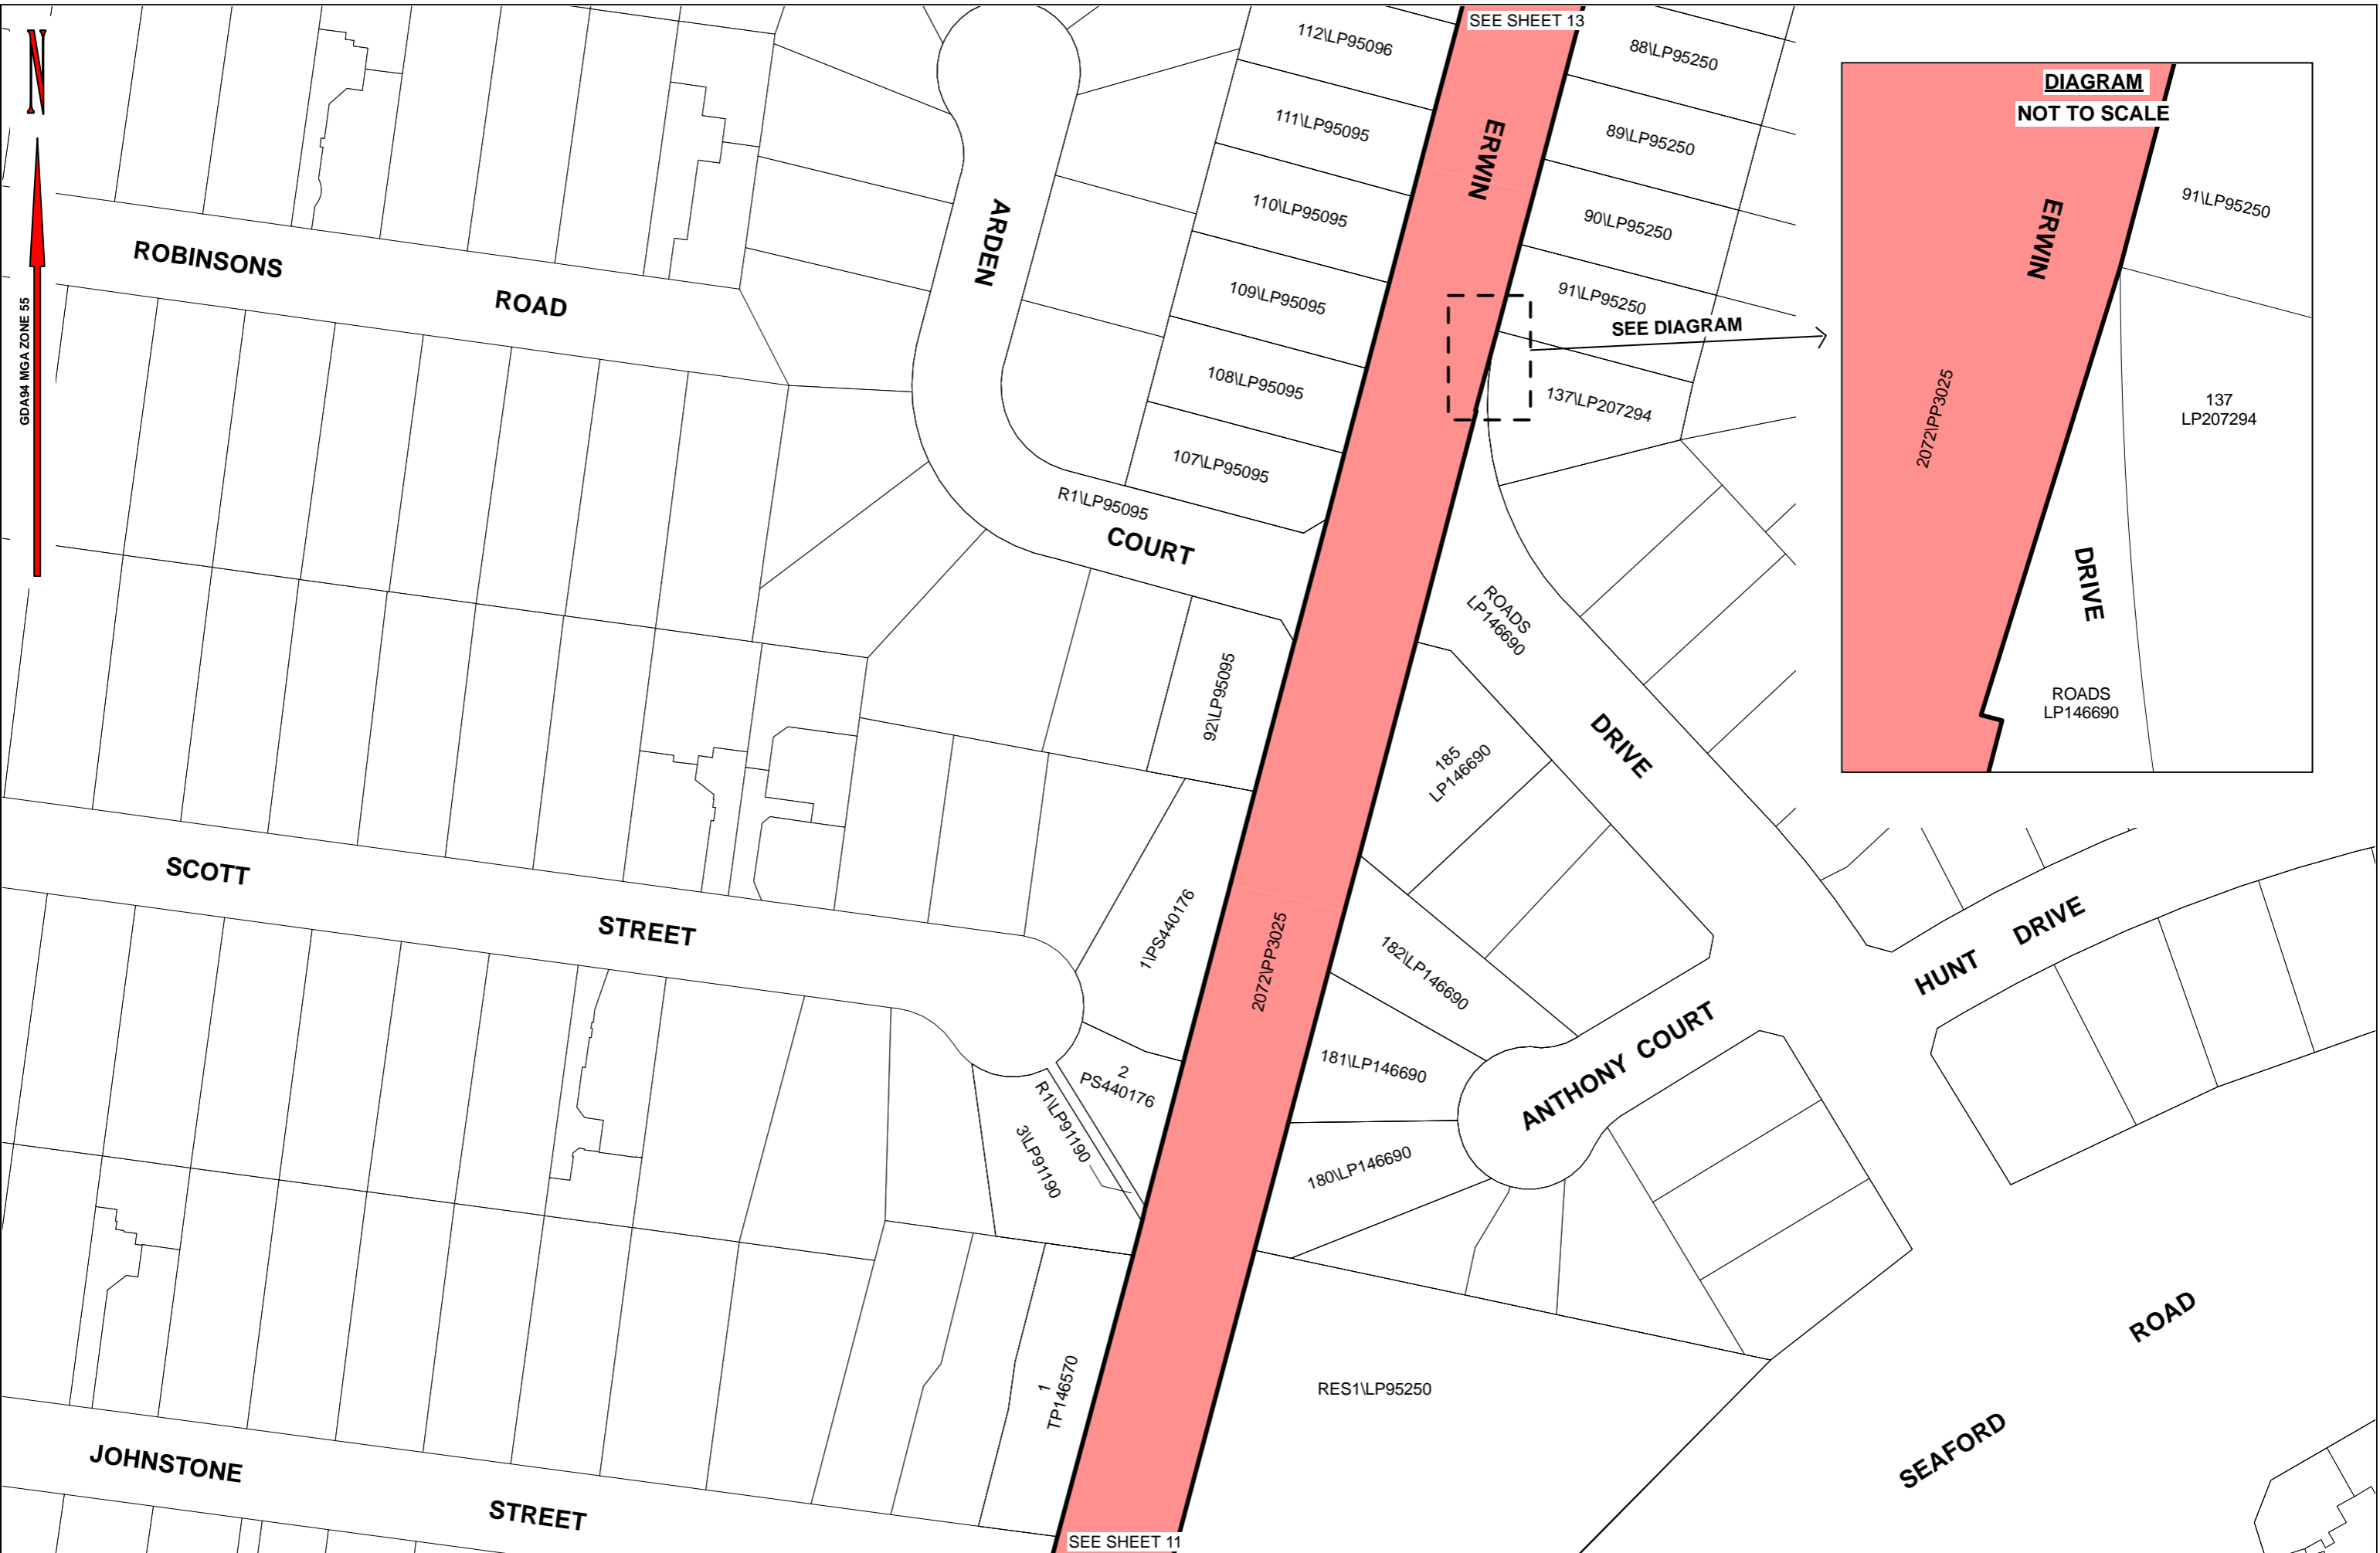 SEE SHEET 13
N
GDA94 MGA ZONE 55
112\LP95096
111\LP95095
110\LP95095
109\LP95095
108\LP95095
107\LP95095
R1\LP95095
ARDEN
COURT
ROBINSONS
ROAD
ERWIN
88\LP95250
89\LP95250
90\LP95250
91\LP95250
SEE DIAGRAM
137\LP207294
DIAGRAM
NOT TO SCALE
ERWIN
91\LP95250
2072\PP3025
137
LP207294
DRIVE
ROADS
LP146690
ROADS
LP146690
DRIVE
92\LP95095
185
LP146690
SCOTT
STREET
1\PS440176
2072\PP3025
182\LP146690
HUNT DRIVE
2
PS440176
R1\LP91190
3\LP91190
181\LP146690
ANTHONY COURT
180\LP146690
1
TP146570
RES1\LP95250
SEAFORD
ROAD
JOHNSTONE
STREET
SEE SHEET 11